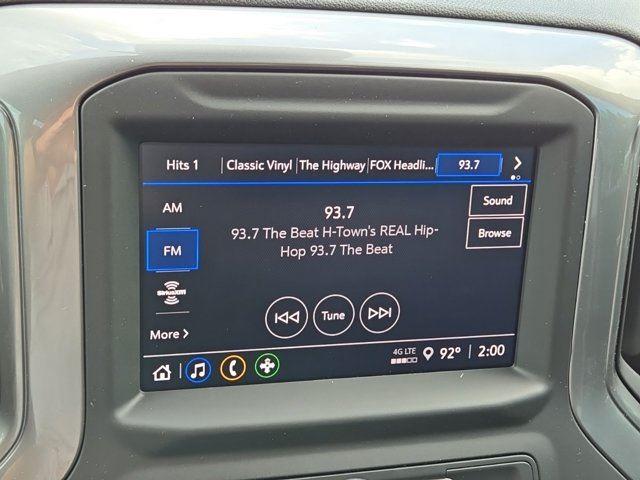 Hits 1
Classic Vinyl
The Highway
FOX Headli...
93.7
AM
FM
SiriusXM
More
93.7
93.7 The Beat H-Town's REAL Hip-
Hop 93.7 The Beat
Sound
Browse
Tune
4G LTE
92°
2:00